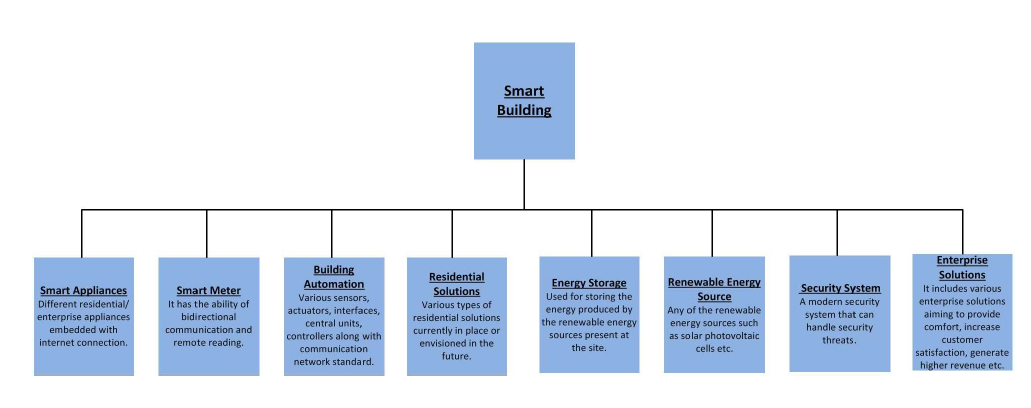 Smart
Building
Smart Appliances
Different residential/
enterprise appliances
embedded with
internet connection.
Smart Meter
It has the ability of
bidirectional
communication and
remote reading.
Building
Automation
Various sensors,
actuators, interfaces,
central units,
controllers along with
communication
network standard.
Residential
Solutions
Various types of
residential solutions
currently in place or
envisioned in the
future.
Energy Storage
Used for storing the
energy produced by
the renewable energy
sources present at
the site.
Renewable Energy
Source
Any of the renewable
energy sources such
as solar photovoltaic
cells etc.
Security System
A modern security
system that can
handle security
threats.
Enterprise
Solutions
It includes various
enterprise solutions
aiming to provide
comfort, increase
customer
satisfaction, generate
higher revenue etc.